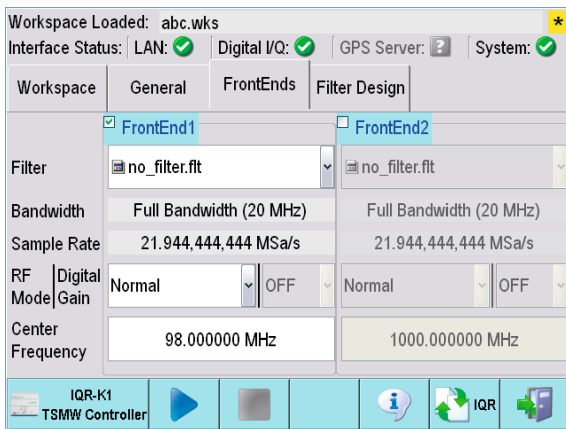 Workspace Loaded: abc.wks *
Interface Status: LAN: Digital I/Q: GPS Server: ? System:
Workspace General FrontEnds Filter Design
FrontEnd1 FrontEnd2
Filter no_filter.flt no_filter.flt
Bandwidth Full Bandwidth (20 MHz) Full Bandwidth (20 MHz)
Sample Rate 21.944,444,444 MSa/s 21.944,444,444 MSa/s
RF Digital
Mode Gain Normal OFF Normal OFF
Center
Frequency 98.000000 MHz 1000.000000 MHz
IQR-K1
TSMW Controller i IQR